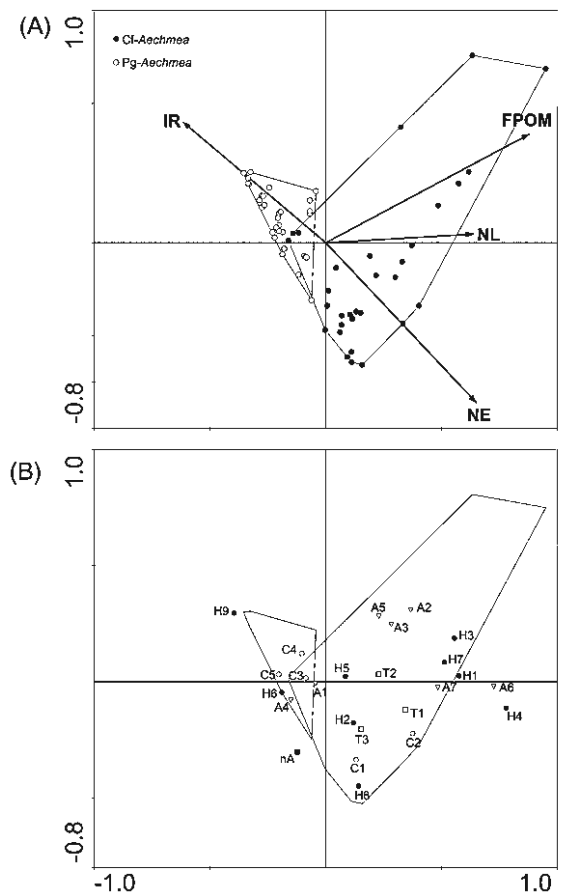 (A)
1.0
Cf-Aechmea
Pg-Aechmea
IR
FPOM
NL
NE
-0.8
(B)
1.0
H9
A5
A2
A3
C4
H3
H7
C5
C3
H5
T2
H1
H6
A1
A7
A6
A4
T1
H4
H2
T3
C2
nA
C1
H8
-0.8
-1.0
1.0